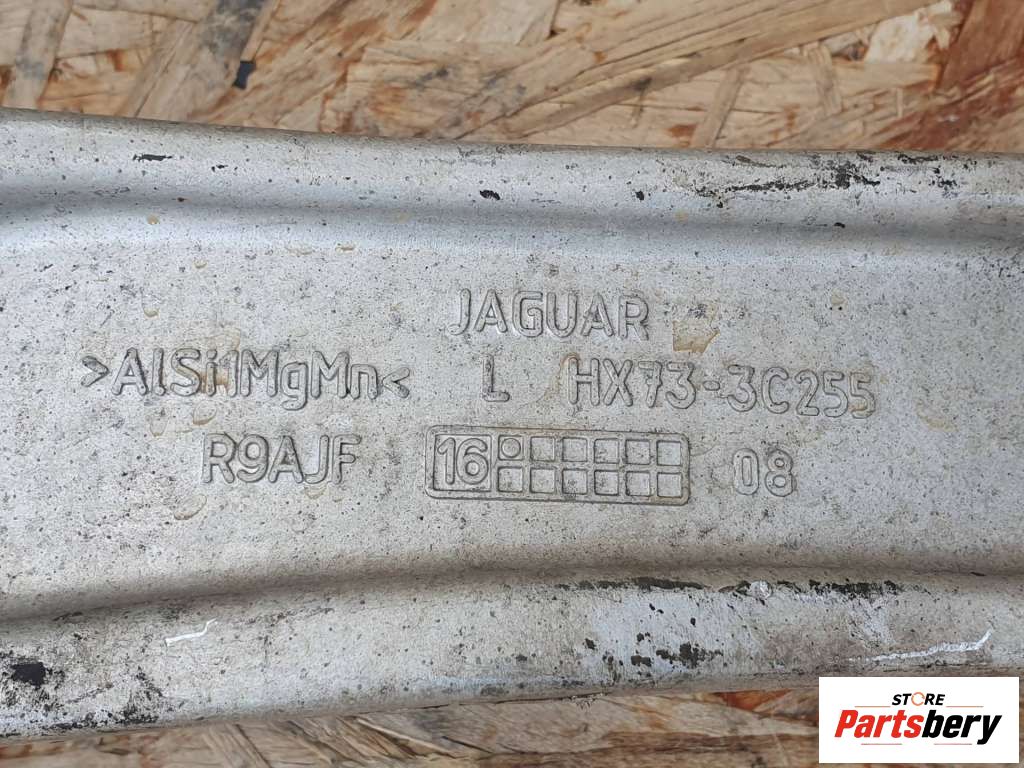 JAGUAR
>AlSi1MgMn< L HX73-3C255
R9AJF 16 08
STORE
Partsbery